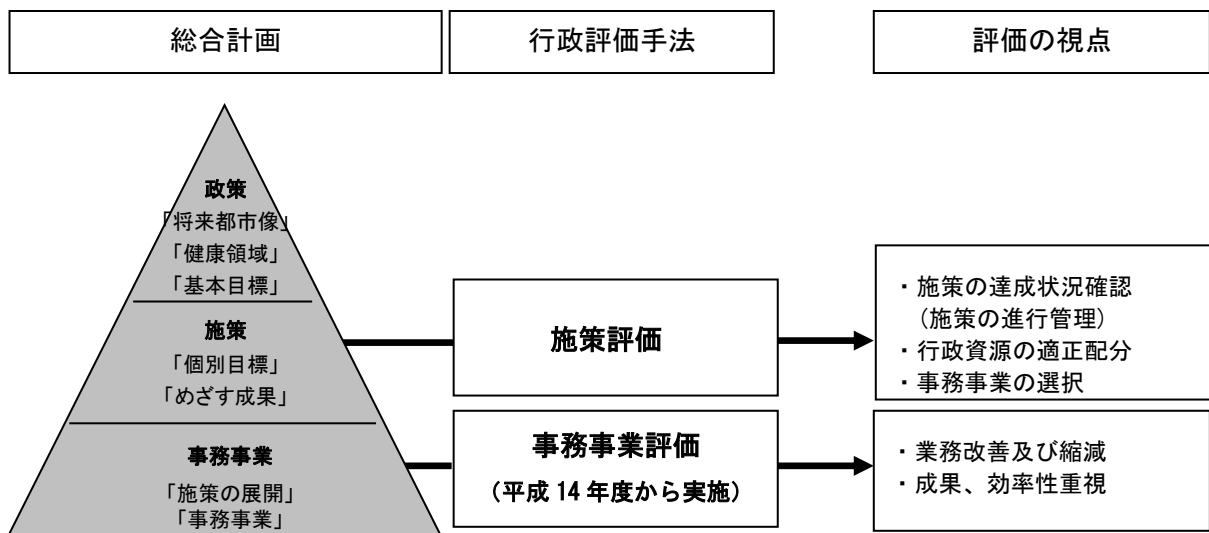 総合計画
行政評価手法
評価の視点
政策
「将来都市像」
「健康領域」
「基本目標」
施策
「個別目標」
「めざす成果」
事務事業
「施策の展開」
「事務事業」
施策評価
事務事業評価
（平成 14 年度から実施）
・施策の達成状況確認
（施策の進行管理）
・行政資源の適正配分
・事務事業の選択
・業務改善及び縮減
・成果、効率性重視